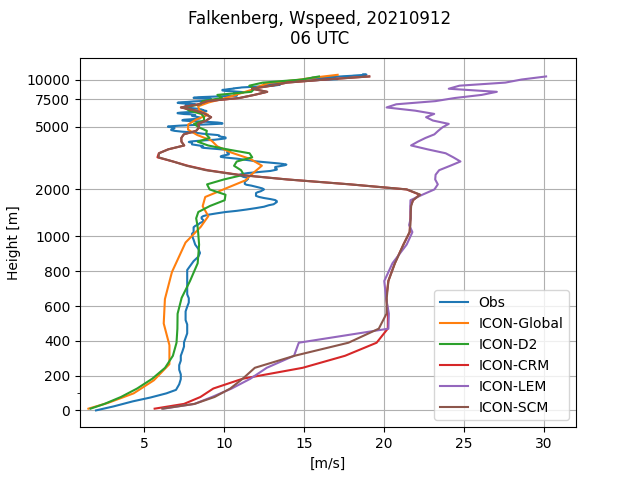 Falkenberg, Wspeed, 20210912
06 UTC
Height [m]
10000
7500
5000
2000
1000
800
600
400
200
0
Obs
ICON-Global
ICON-D2
ICON-CRM
ICON-LEM
ICON-SCM
5 10 15 20 25 30
[m/s]